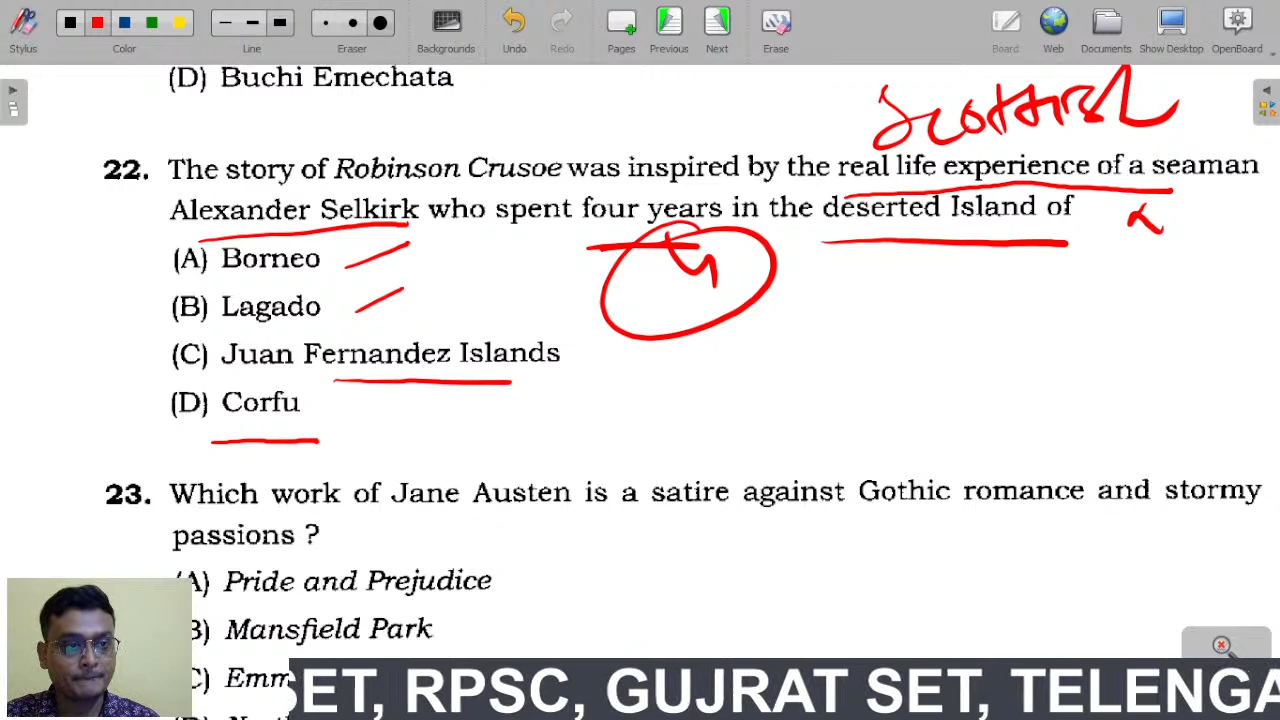 Stylus
Color
Line
Eraser
Backgrounds
Undo
Redo
Pages
Previous
Next
Erase
Board
Web
Documents
Show Desktop
OpenBoard
(D) Buchi Emechata
Scottish
22. The story of Robinson Crusoe was inspired by the real life experience of a seaman
Alexander Selkirk who spent four years in the deserted Island of
(A) Borneo
(B) Lagado
(C) Juan Fernandez Islands
(D) Corfu
23. Which work of Jane Austen is a satire against Gothic romance and stormy
passions ?
(A) Pride and Prejudice
B) Mansfield Park
C) Emm
SET, RPSC, GUJRAT SET, TELENGA